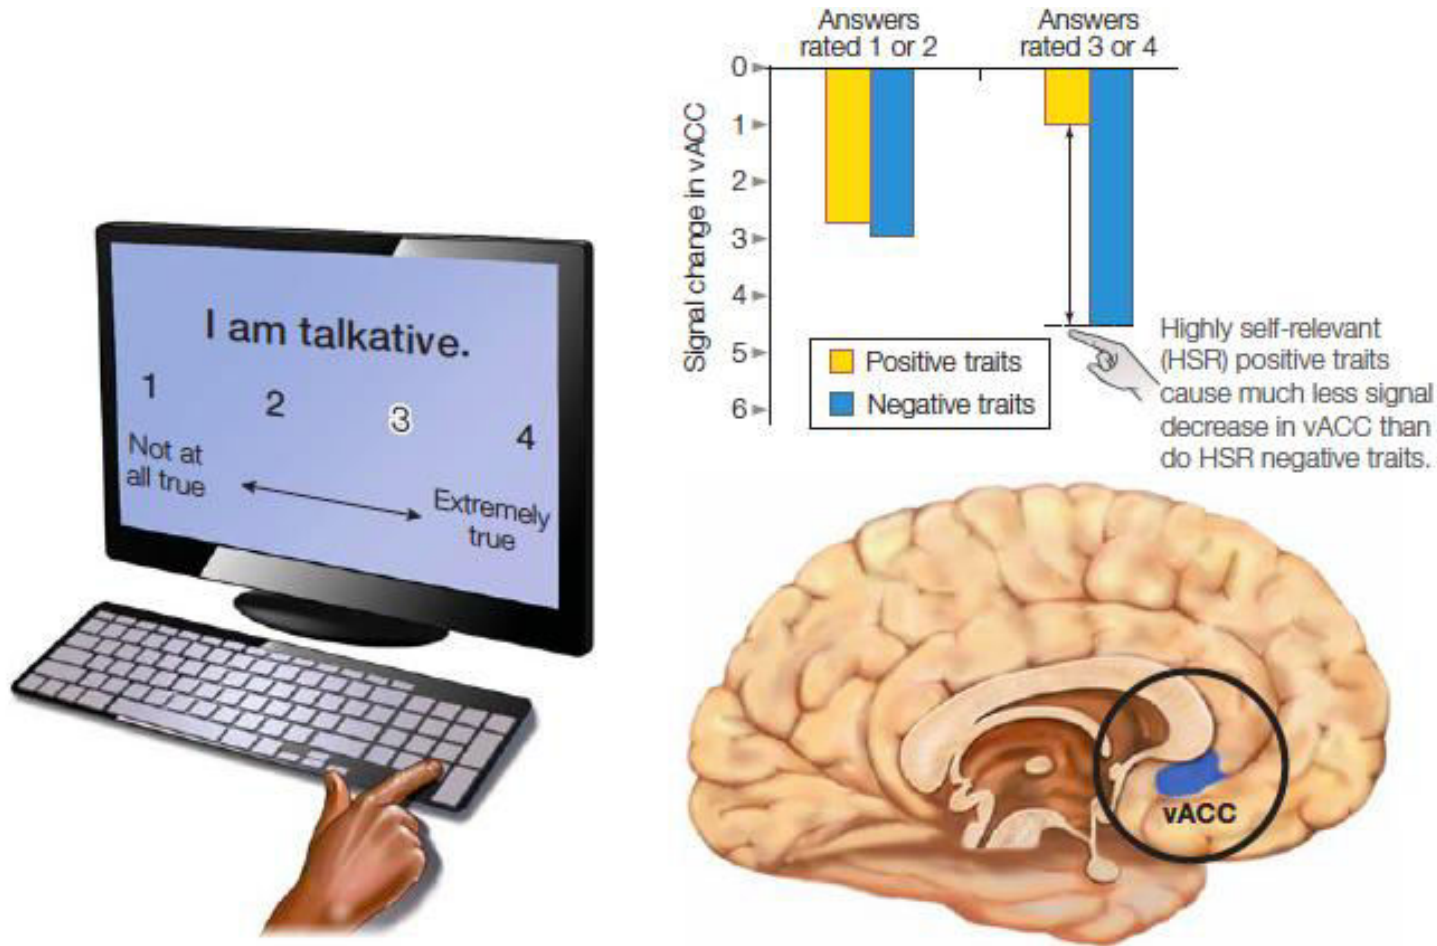 I am talkative.
1
2
3
4
Not at
all true
Extremely
true
Answers
rated 1 or 2
Answers
rated 3 or 4
Signal change in vACC
0
1
2
3
4
5
6
Positive traits
Negative traits
Highly self-relevant
(HSR) positive traits
cause much less signal
decrease in vACC than
do HSR negative traits.
vACC